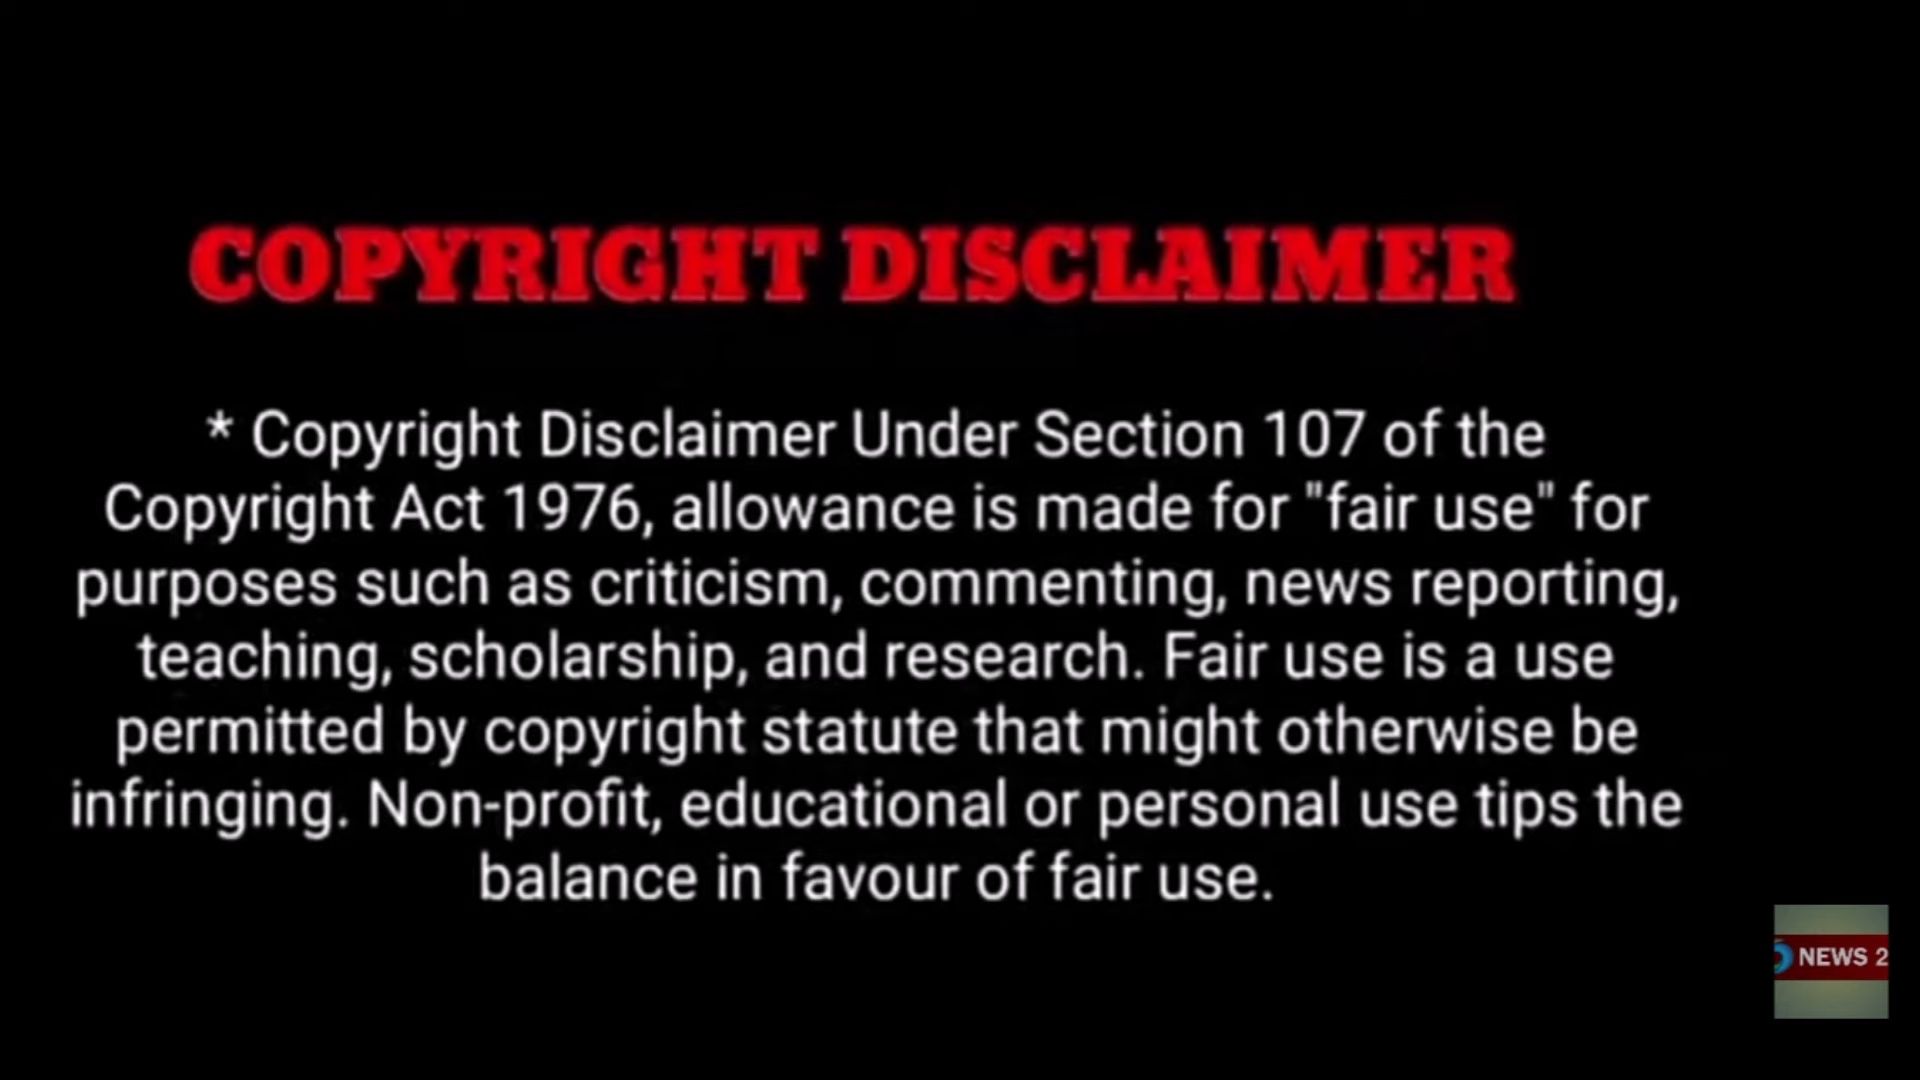 COPYRIGHT DISCLAIMER
* Copyright Disclaimer Under Section 107 of the
Copyright Act 1976, allowance is made for "fair use" for
purposes such as criticism, commenting, news reporting,
teaching, scholarship, and research. Fair use is a use
permitted by copyright statute that might otherwise be
infringing. Non-profit, educational or personal use tips the
balance in favour of fair use.
NEWS 2